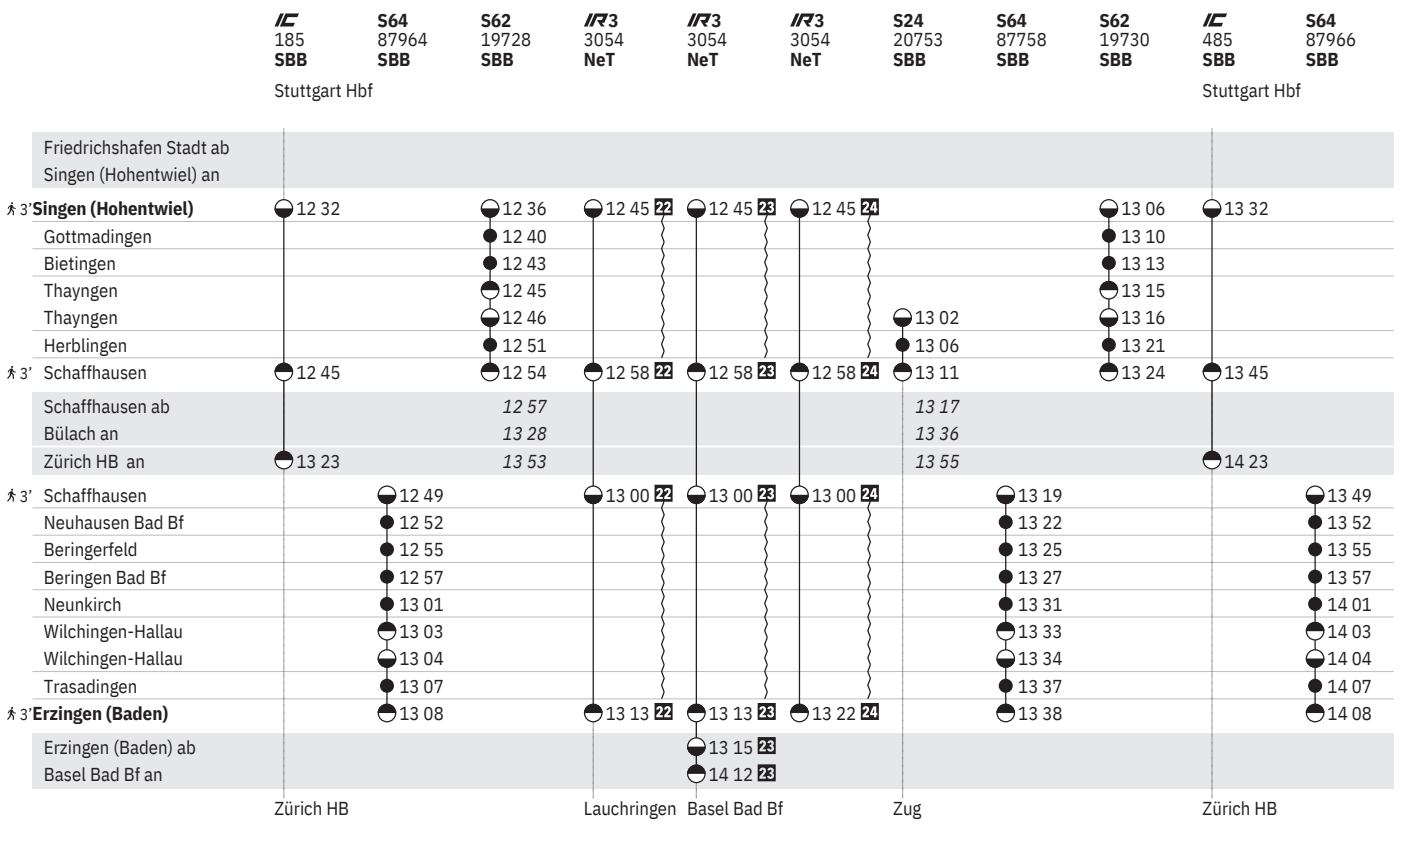 IC S64 S62 IR3 IR3 IR3 S24 S64 S62 IC S64
185 87964 19728 3054 3054 3054 20753 87758 19730 485 87966
SBB SBB SBB NeT NeT NeT SBB SBB SBB SBB SBB
Stuttgart Hbf Stuttgart Hbf
Friedrichshafen Stadt ab
Singen (Hohentwiel) an
3' Singen (Hohentwiel) 12 32 12 36 12 45 22 12 45 23 12 45 24 13 06 13 32
Gottmadingen 12 40 13 10
Bietingen 12 43 13 13
Thayngen 12 45 13 15
Thayngen 12 46 13 02 13 16
Herblingen 12 51 13 06 13 21
3' Schaffhausen 12 45 12 54 12 58 22 12 58 23 12 58 24 13 11 13 24 13 45
Schaffhausen ab 12 57 13 17
Bülach an 13 28 13 36
Zürich HB an 13 23 13 53 13 55 14 23
3' Schaffhausen 12 49 13 00 22 13 00 23 13 00 24 13 19 13 49
Neuhausen Bad Bf 12 52 13 22 13 52
Beringerfeld 12 55 13 25 13 55
Beringen Bad Bf 12 57 13 27 13 57
Neunkirch 13 01 13 31 14 01
Wilchingen-Hallau 13 03 13 33 14 03
Wilchingen-Hallau 13 04 13 34 14 04
Trasadingen 13 07 13 37 14 07
3' Erzingen (Baden) 13 08 13 13 22 13 13 23 13 22 24 13 38 14 08
Erzingen (Baden) ab 13 15 23
Basel Bad Bf an 14 12 23
Zürich HB Lauchringen Basel Bad Bf Zug Zürich HB